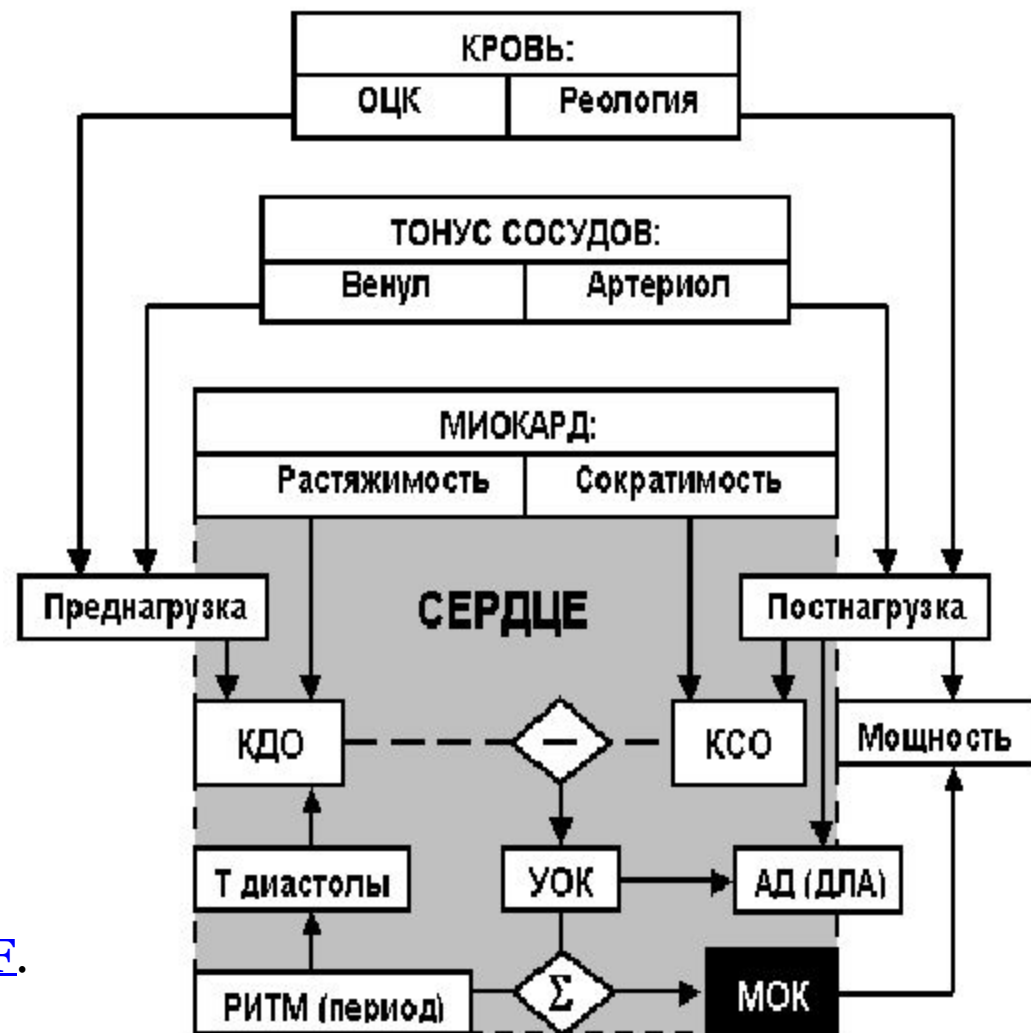 КРОВЬ:
ОЦК Реология
ТОНУС СОСУДОВ:
Венул Артериол
МИОКАРД:
Растяжимость Сократимость
Преднагрузка СЕРДЦЕ Постнагрузка
КДО – КСО Мощность
Т диастолы УОК АД (ДЛА)
F.
РИТМ (период) Σ МОК